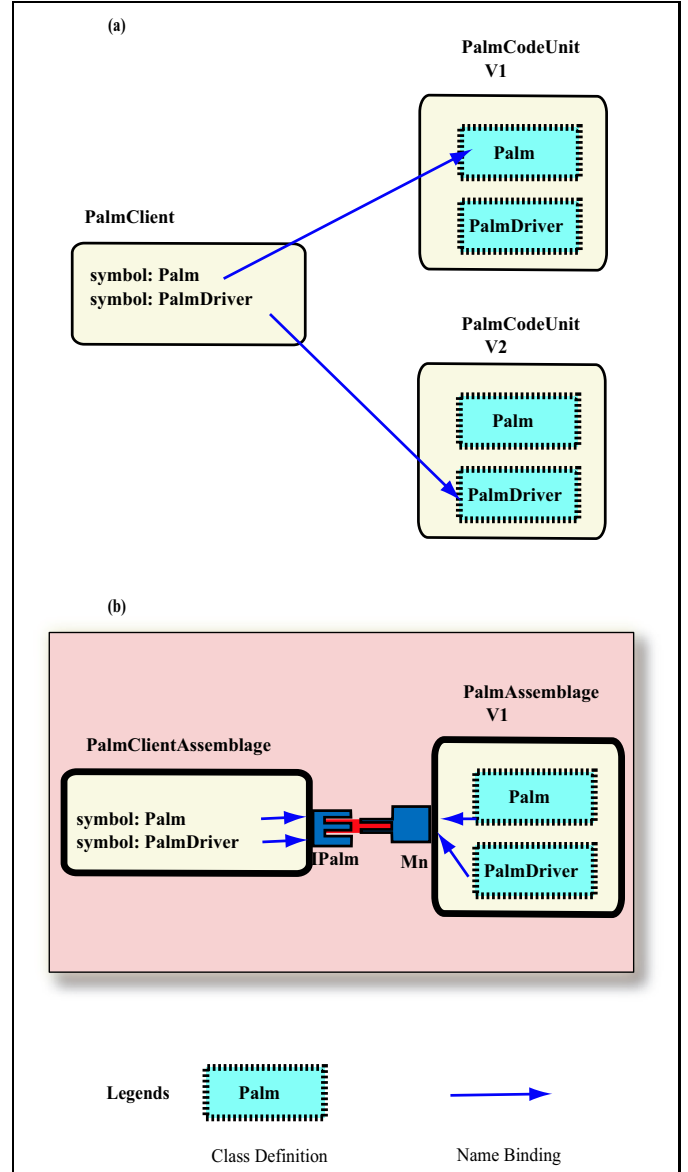 (a)
PalmCodeUnit
V1
Palm
PalmDriver
PalmClient
symbol: Palm
symbol: PalmDriver
PalmCodeUnit
V2
Palm
PalmDriver
(b)
PalmAssemblage
V1
PalmClientAssemblage
symbol: Palm
symbol: PalmDriver
IPalm
Mn
Palm
PalmDriver
Legends
Palm
Class Definition
Name Binding